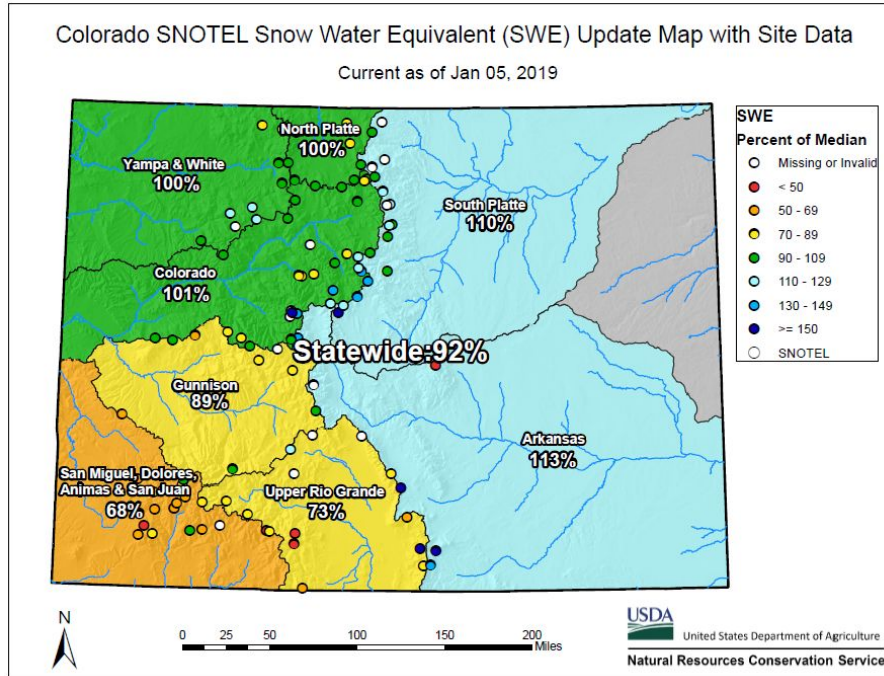 Colorado SNOTEL Snow Water Equivalent (SWE) Update Map with Site Data
Current as of Jan 05, 2019
North Platte
100%
Yampa & White
100%
South Platte
110%
Colorado
101%
Statewide:92%
Gunnison
89%
Arkansas
113%
San Miguel, Dolores,
Animas & San Juan
68%
Upper Rio Grande
73%
SWE
Percent of Median
Missing or Invalid
< 50
50 - 69
70 - 89
90 - 109
110 - 129
130 - 149
>= 150
SNOTEL
N
0 25 50 100 150 200
Miles
USDA
United States Department of Agriculture
Natural Resources Conservation Service